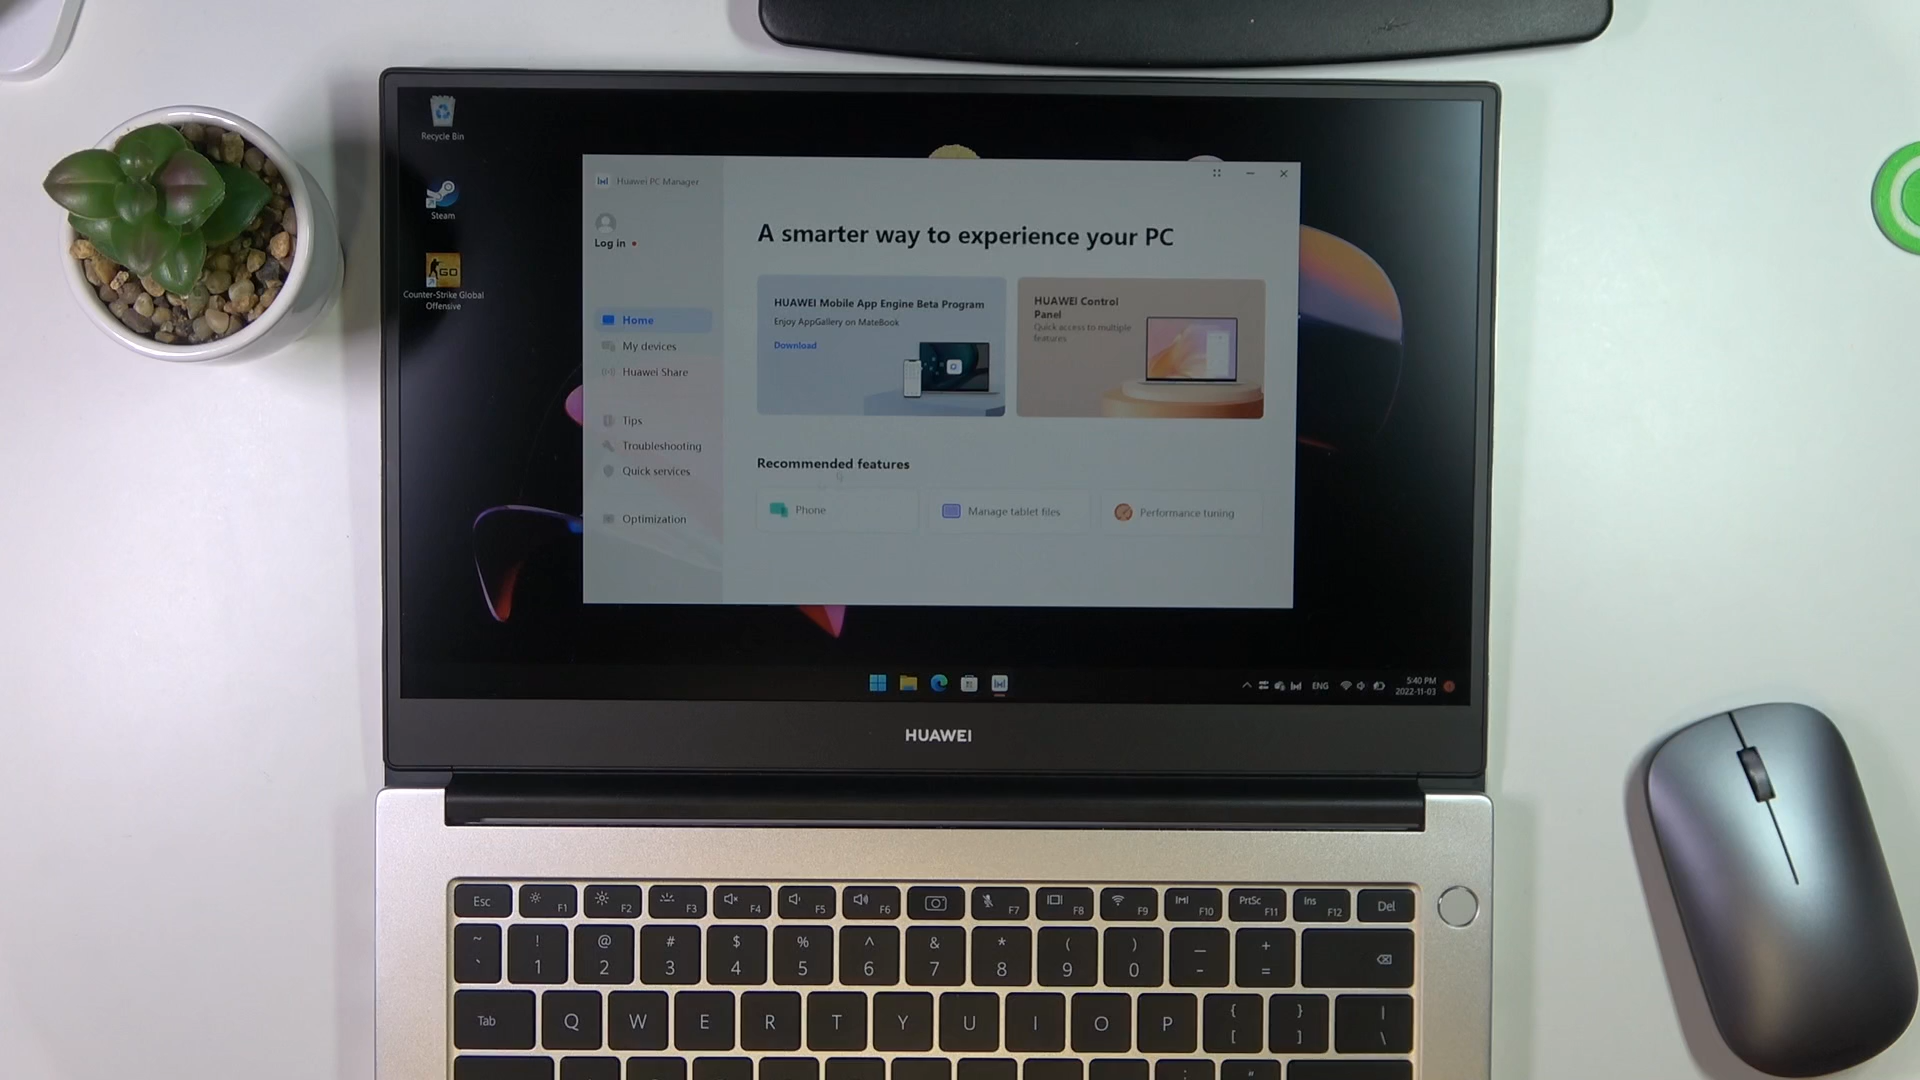 Recycle Bin
Steam
GO
Counter-Strike Global
Offensive
Huawei PC Manager
Log in
Home
My devices
Huawei Share
Tips
Troubleshooting
Quick services
Optimization
A smarter way to experience your PC
HUAWEI Mobile App Engine Beta Program
Enjoy AppGallery on MateBook
Download
HUAWEI Control
Panel
Quick access to multiple
features
Recommended features
Phone
Manage tablet files
Performance tuning
ENG
5:40 PM
2022-11-03
HUAWEI
Esc F1 F2 F3 F4 F5 F6 F7 F8 F9 F10 PrtSc F11 Ins F12 Del
~ ! @ # $ % ^ & * ( ) _ +
` 1 2 3 4 5 6 7 8 9 0 - =
Tab Q W E R T Y U I O P { [ } ] | \
: "